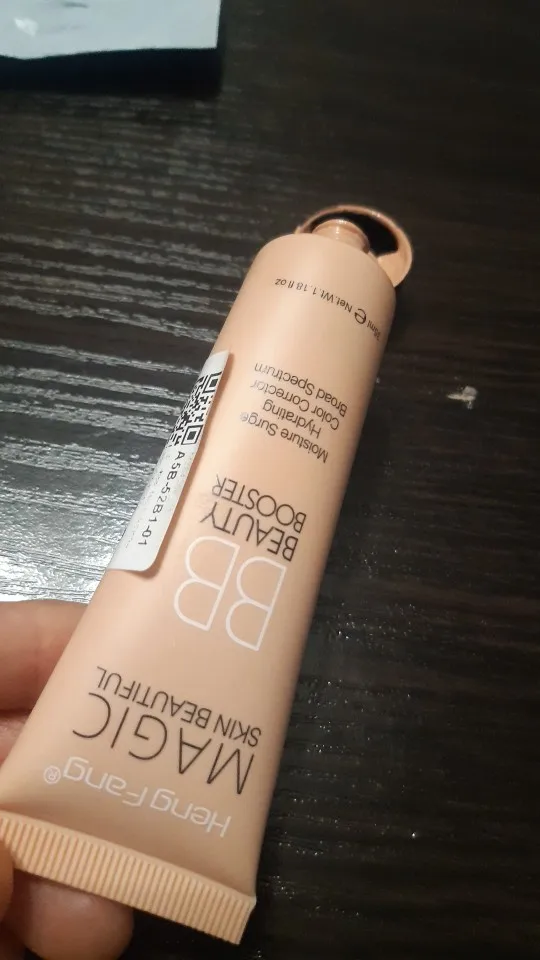 Heng Fang®
MAGIC
SKIN BEAUTIFUL
BB
BEAUTY
BOOSTER
Moisture Surge
Hydrating
Color Corrector
Broad Spectrum
35ml e Net.Wt.1.18 fl oz
A5B-52B1-01